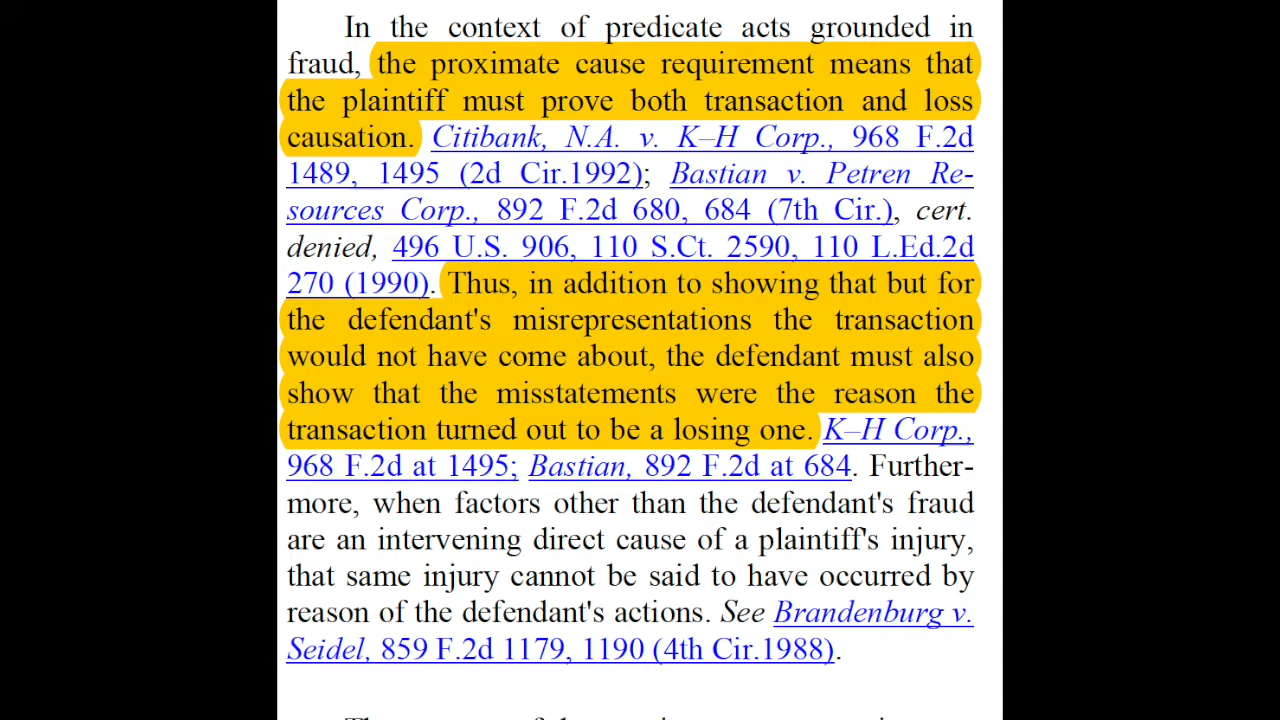 In the context of predicate acts grounded in
fraud, the proximate cause requirement means that
the plaintiff must prove both transaction and loss
causation. Citibank, N.A. v. K–H Corp., 968 F.2d
1489, 1495 (2d Cir.1992); Bastian v. Petren Re-
sources Corp., 892 F.2d 680, 684 (7th Cir.), cert.
denied, 496 U.S. 906, 110 S.Ct. 2590, 110 L.Ed.2d
270 (1990). Thus, in addition to showing that but for
the defendant's misrepresentations the transaction
would not have come about, the defendant must also
show that the misstatements were the reason the
transaction turned out to be a losing one. K–H Corp.,
968 F.2d at 1495; Bastian, 892 F.2d at 684. Further-
more, when factors other than the defendant's fraud
are an intervening direct cause of a plaintiff's injury,
that same injury cannot be said to have occurred by
reason of the defendant's actions. See Brandenburg v.
Seidel, 859 F.2d 1179, 1190 (4th Cir.1988).